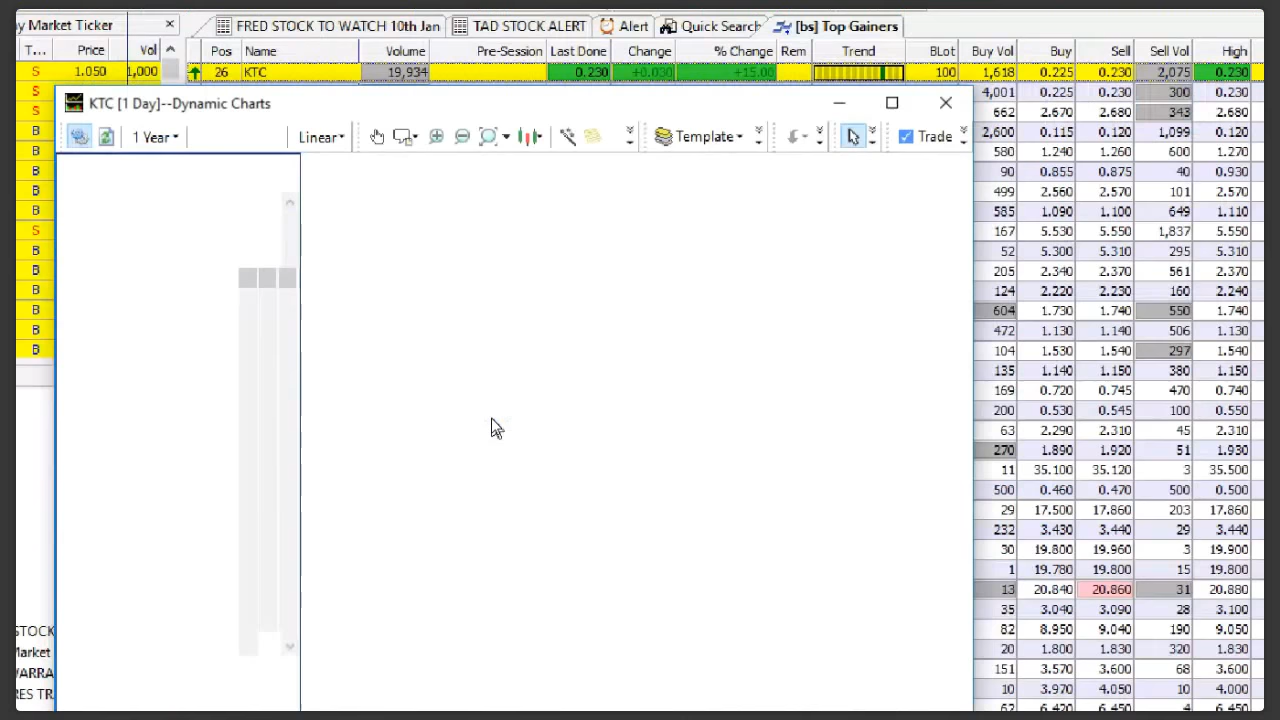 y Market Ticker FRED STOCK TO WATCH 10th Jan TAD STOCK ALERT Alert Quick Search [bs] Top Gainers
T... Price Vol Pos Name Volume Pre-Session Last Done Change % Change Rem Trend BLot Buy Vol Buy Sell Sell Vol High
S 1.050 1,000 26 KTC 19,934 0.230 +0.030 +15.00 100 1,618 0.225 0.230 2,075 0.230
S 4,001 0.225 0.230 300 0.230
KTC [1 Day]--Dynamic Charts
S 662 2.670 2.680 343 2.680
B 1 Year Linear Template Trade 2,600 0.115 0.120 1,099 0.120
B 580 1.240 1.260 600 1.270
B 90 0.855 0.875 40 0.930
B 499 2.560 2.570 101 2.570
B 585 1.090 1.100 649 1.110
S 167 5.530 5.550 1,837 5.550
B 52 5.300 5.310 295 5.310
B 205 2.340 2.370 561 2.370
B 124 2.220 2.230 160 2.240
B 604 1.730 1.740 550 1.740
B 472 1.130 1.140 506 1.130
B 104 1.530 1.540 297 1.540
135 1.140 1.150 380 1.150
169 0.720 0.745 470 0.740
200 0.530 0.545 100 0.550
63 2.290 2.310 45 2.310
270 1.890 1.920 51 1.930
11 35.100 35.120 3 35.500
500 0.460 0.470 500 0.500
29 17.500 17.860 203 17.860
232 3.430 3.440 29 3.440
30 19.800 19.960 3 19.900
1 19.780 19.800 15 19.800
13 20.840 20.860 31 20.880
35 3.040 3.090 28 3.100
STOCK 82 8.950 9.040 190 9.050
Market 20 1.800 1.830 320 1.830
WARRA 151 3.570 3.600 68 3.600
RES TR 10 3.970 4.050 10 4.000
62 6.420 6.450 4 6.450